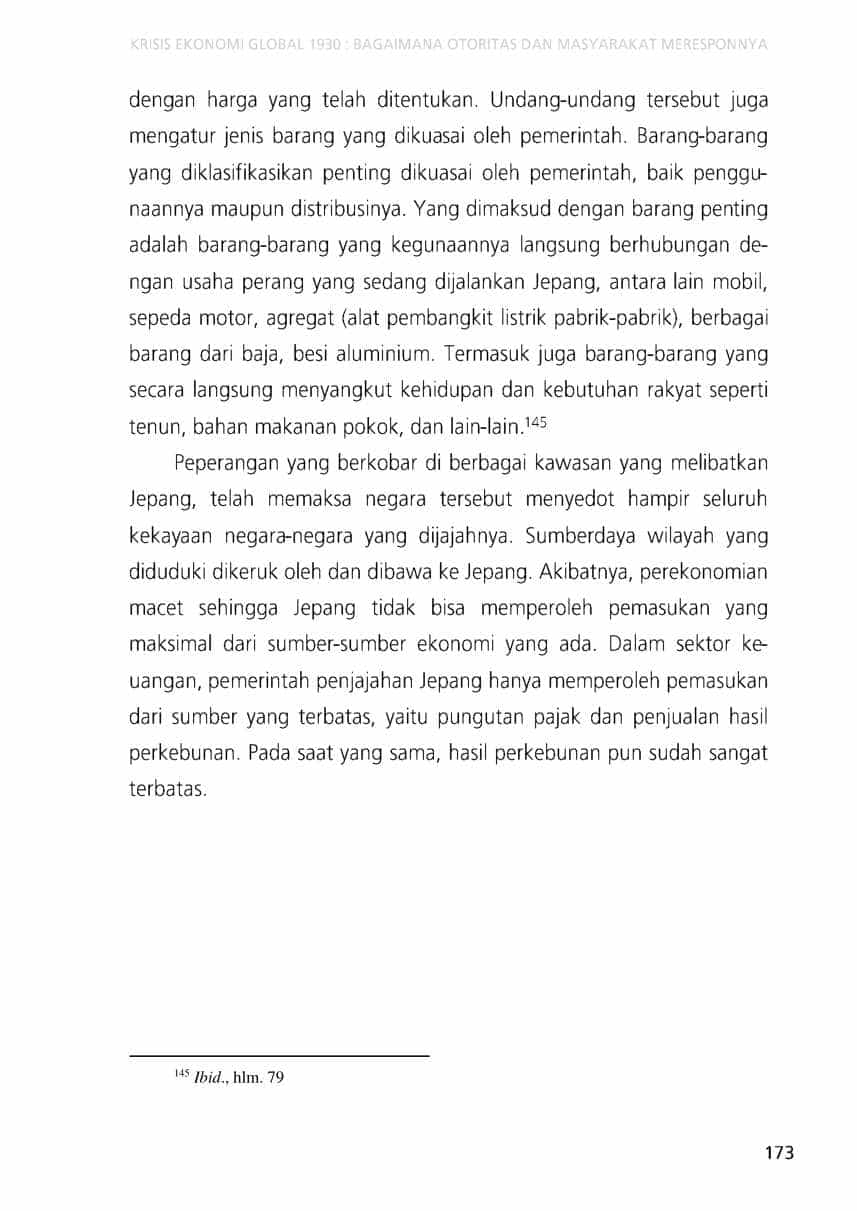 KRISIS EKONOMI GLOBAL 1930 : BAGAIMANA OTORITAS DAN MASYARAKAT MERESPONNYA
dengan harga yang telah ditentukan. Undang-undang tersebut juga
mengatur jenis barang yang dikuasai oleh pemerintah. Barang-barang
yang diklasifikasikan penting dikuasai oleh pemerintah, baik penggu-
naannya maupun distribusinya. Yang dimaksud dengan barang penting
adalah barang-barang yang kegunaannya langsung berhubungan de-
ngan usaha perang yang sedang dijalankan Jepang, antara lain mobil,
sepeda motor, agregat (alat pembangkit listrik pabrik-pabrik), berbagai
barang dari baja, besi aluminium. Termasuk juga barang-barang yang
secara langsung menyangkut kehidupan dan kebutuhan rakyat seperti
tenun, bahan makanan pokok, dan lain-lain.145
Peperangan yang berkobar di berbagai kawasan yang melibatkan
Jepang, telah memaksa negara tersebut menyedot hampir seluruh
kekayaan negara-negara yang dijajahnya. Sumberdaya wilayah yang
diduduki dikeruk oleh dan dibawa ke Jepang. Akibatnya, perekonomian
macet sehingga Jepang tidak bisa memperoleh pemasukan yang
maksimal dari sumber-sumber ekonomi yang ada. Dalam sektor ke-
uangan, pemerintah penjajahan Jepang hanya memperoleh pemasukan
dari sumber yang terbatas, yaitu pungutan pajak dan penjualan hasil
perkebunan. Pada saat yang sama, hasil perkebunan pun sudah sangat
terbatas.
145 Ibid., hlm. 79
173